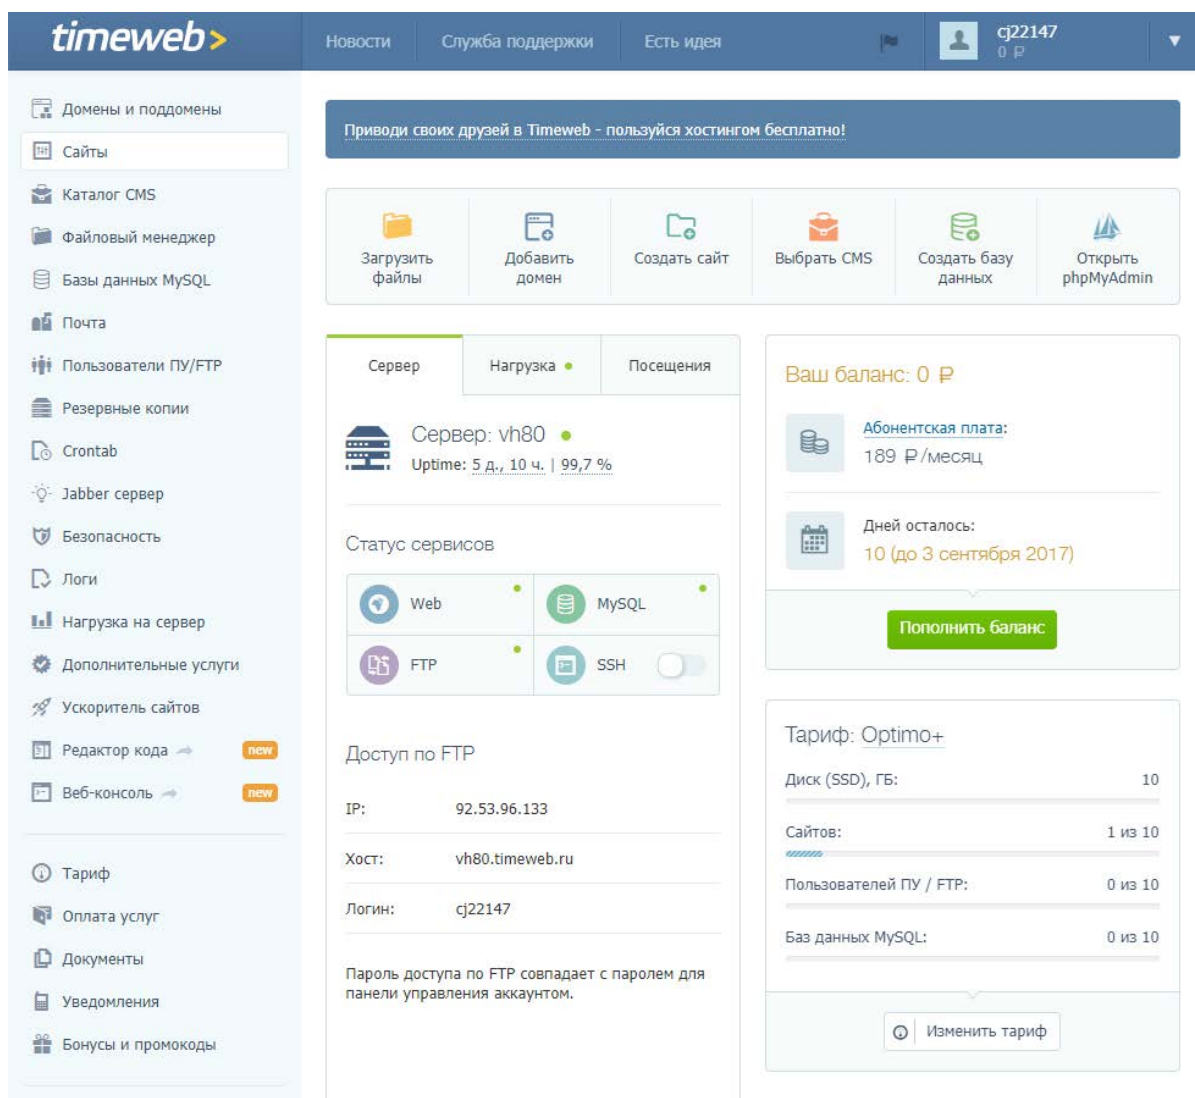 timeweb>
Новости
Служба поддержки
Есть идея
cj22147
0 ₽
Домены и поддомены
Сайты
Каталог CMS
Файловый менеджер
Базы данных MySQL
Почта
Пользователи ПУ/FTP
Резервные копии
Crontab
Jabber сервер
Безопасность
Логи
Нагрузка на сервер
Дополнительные услуги
Ускоритель сайтов
Редактор кода new
Веб-консоль new
Тариф
Оплата услуг
Документы
Уведомления
Бонусы и промокоды
Приводи своих друзей в Timeweb - пользуйся хостингом бесплатно!
Загрузить
файлы
Добавить
домен
Создать сайт
Выбрать CMS
Создать базу
данных
Открыть
phpMyAdmin
Сервер
Нагрузка
Посещения
Сервер: vh80
Uptime: 5 д., 10 ч. | 99,7 %
Статус сервисов
Web
MySQL
FTP
SSH
Доступ по FTP
IP: 92.53.96.133
Хост: vh80.timeweb.ru
Логин: cj22147
Пароль доступа по FTP совпадает с паролем для
панели управления аккаунтом.
Ваш баланс: 0 ₽
Абонентская плата:
189 ₽/месяц
Дней осталось:
10 (до 3 сентября 2017)
Пополнить баланс
Тариф: Optimo+
Диск (SSD), ГБ: 10
Сайтов: 1 из 10
Пользователей ПУ / FTP: 0 из 10
Баз данных MySQL: 0 из 10
Изменить тариф